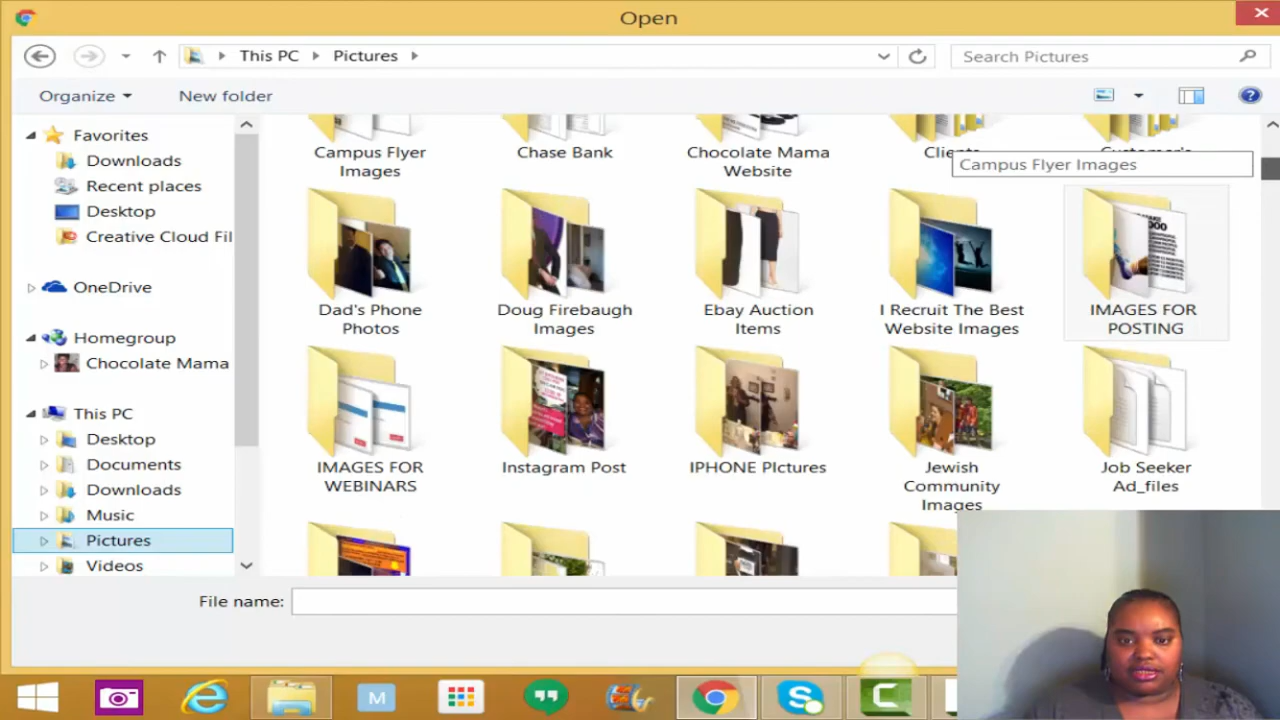 Open
This PC
Pictures
Search Pictures
Organize
New folder
Favorites
Downloads
Recent places
Desktop
Creative Cloud Fil
OneDrive
Homegroup
Chocolate Mama
This PC
Desktop
Documents
Downloads
Music
Pictures
Videos
Campus Flyer
Images
Chase Bank
Chocolate Mama
Website
Campus Flyer Images
Dad's Phone
Photos
Doug Firebaugh
Images
Ebay Auction
Items
I Recruit The Best
Website Images
IMAGES FOR
POSTING
IMAGES FOR
WEBINARS
Instagram Post
IPHONE PIctures
Jewish
Community
Images
Job Seeker
Ad_files
File name:
M